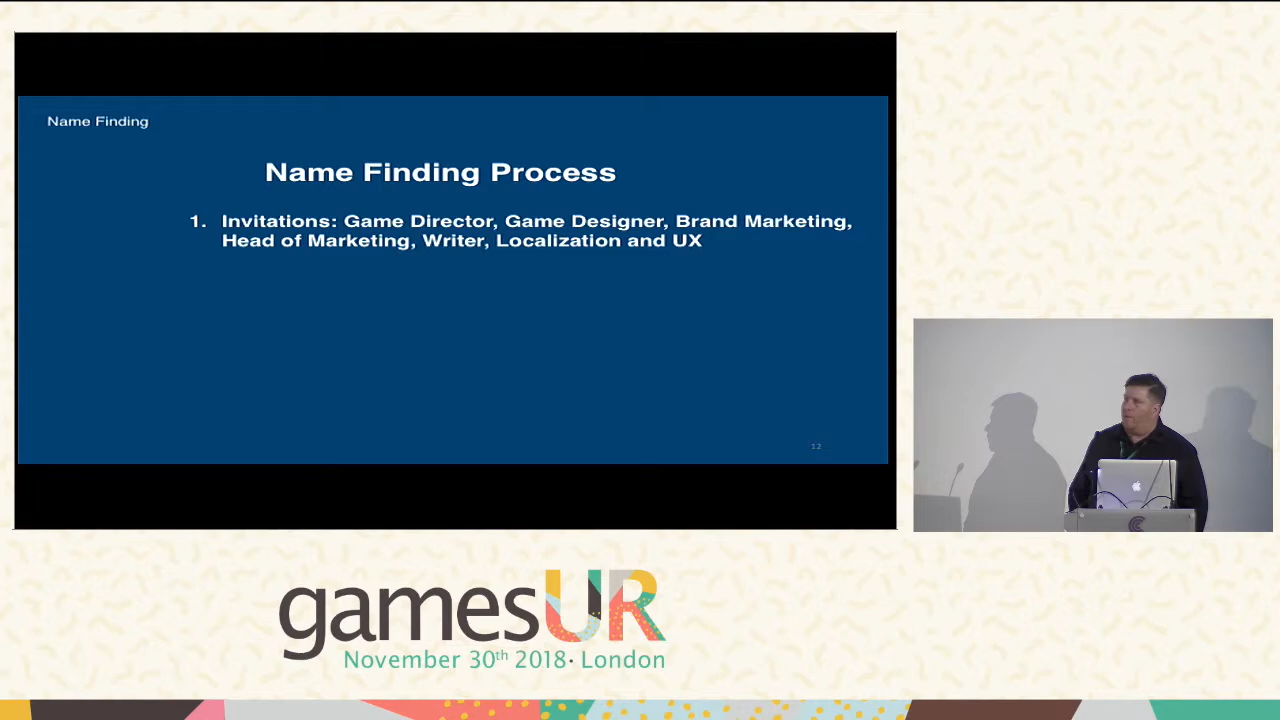 Name Finding
Name Finding Process
1. Invitations: Game Director, Game Designer, Brand Marketing,
Head of Marketing, Writer, Localization and UX
12
gamesUR
November 30th 2018· London